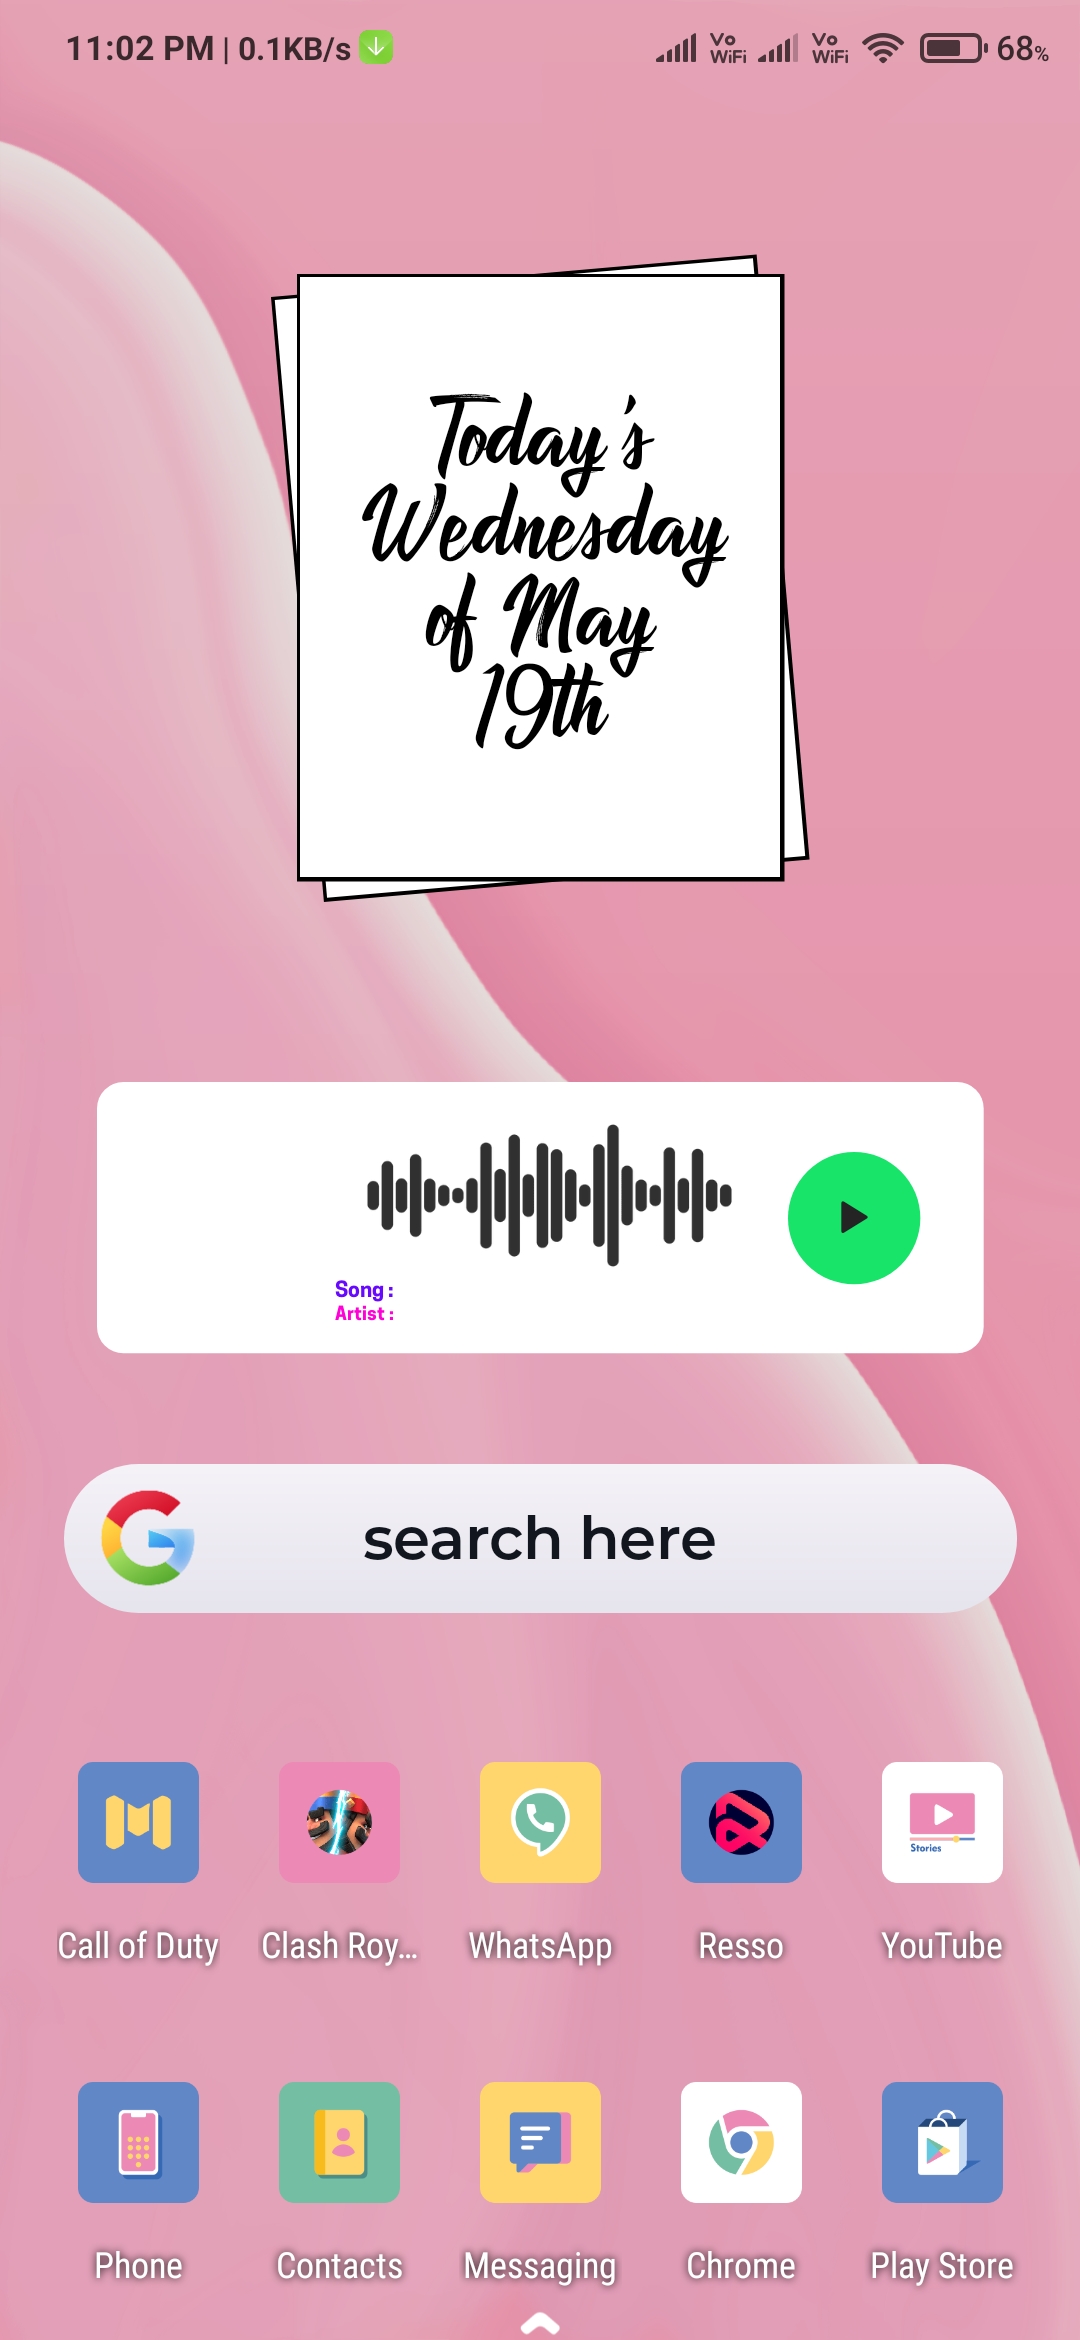 11:02 PM | 0.1KB/s
Vo WiFi
Vo WiFi
68%
Today's
Wednesday
of May
19th
Song :
Artist :
search here
Stories
Call of Duty
Clash Roy...
WhatsApp
Resso
YouTube
Phone
Contacts
Messaging
Chrome
Play Store